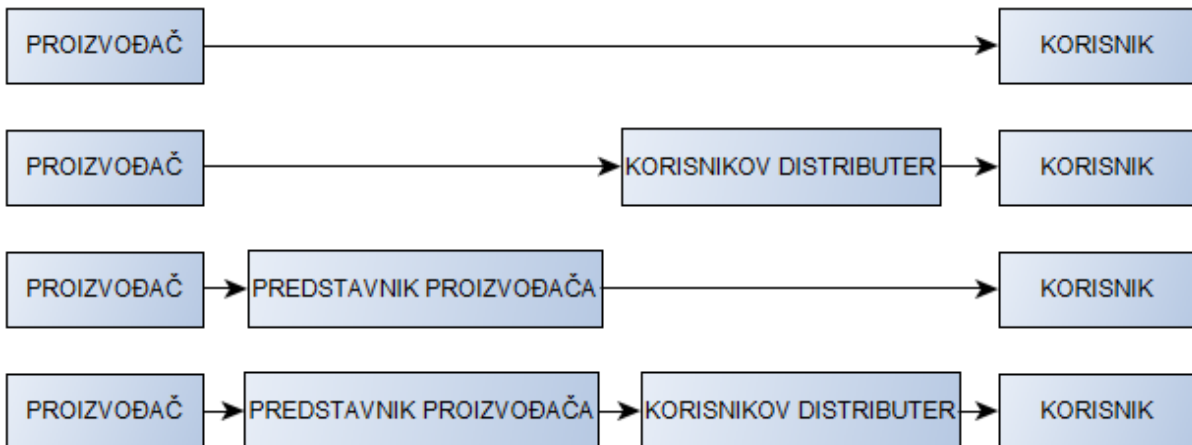 PROIZVOĐAČ KORISNIK
PROIZVOĐAČ KORISNIKOV DISTRIBUTER KORISNIK
PROIZVOĐAČ PREDSTAVNIK PROIZVOĐAČA KORISNIK
PROIZVOĐAČ PREDSTAVNIK PROIZVOĐAČA KORISNIKOV DISTRIBUTER KORISNIK